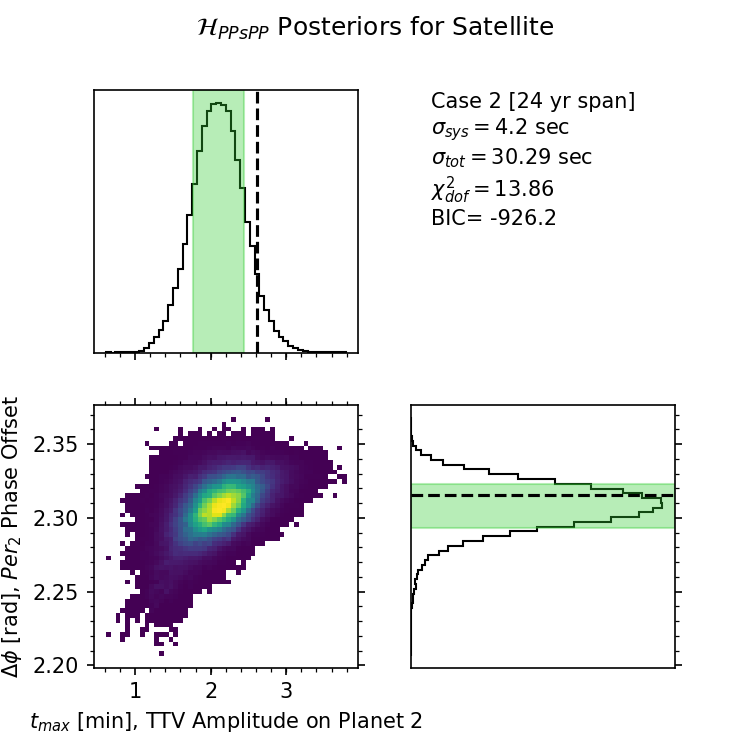 𝓗_{PPsPP} Posteriors for Satellite
Case 2 [24 yr span]
σ_{sys} = 4.2 sec
σ_{tot} = 30.29 sec
χ²_{dof} = 13.86
BIC= -926.2
Δϕ [rad], Per₂ Phase Offset
2.35
2.30
2.25
2.20
1 2 3
t_{max} [min], TTV Amplitude on Planet 2